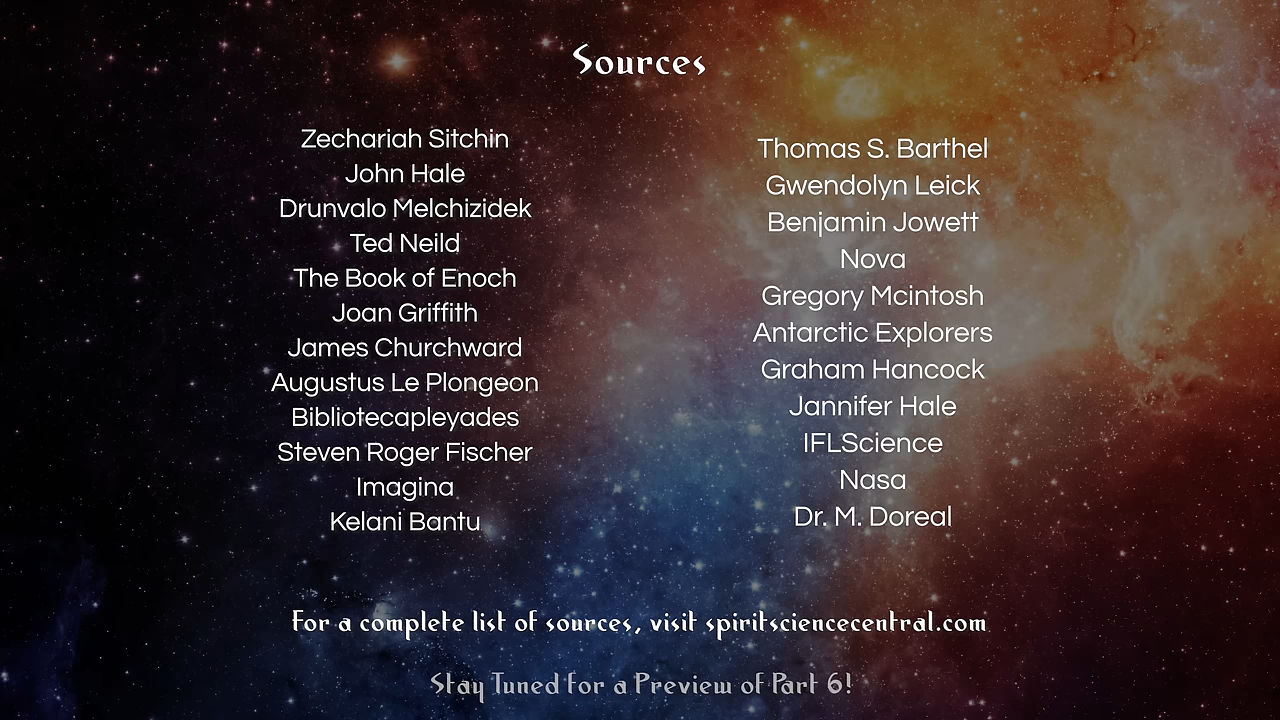 Sources
Zechariah Sitchin
John Hale
Drunvalo Melchizidek
Ted Neild
The Book of Enoch
Joan Griffith
James Churchward
Augustus Le Plongeon
Bibliotecapleyades
Steven Roger Fischer
Imagina
Kelani Bantu
Thomas S. Barthel
Gwendolyn Leick
Benjamin Jowett
Nova
Gregory Mcintosh
Antarctic Explorers
Graham Hancock
Jannifer Hale
IFLScience
Nasa
Dr. M. Doreal
For a complete list of sources, visit spiritsciencecentral.com
Stay Tuned for a Preview of Part 6!